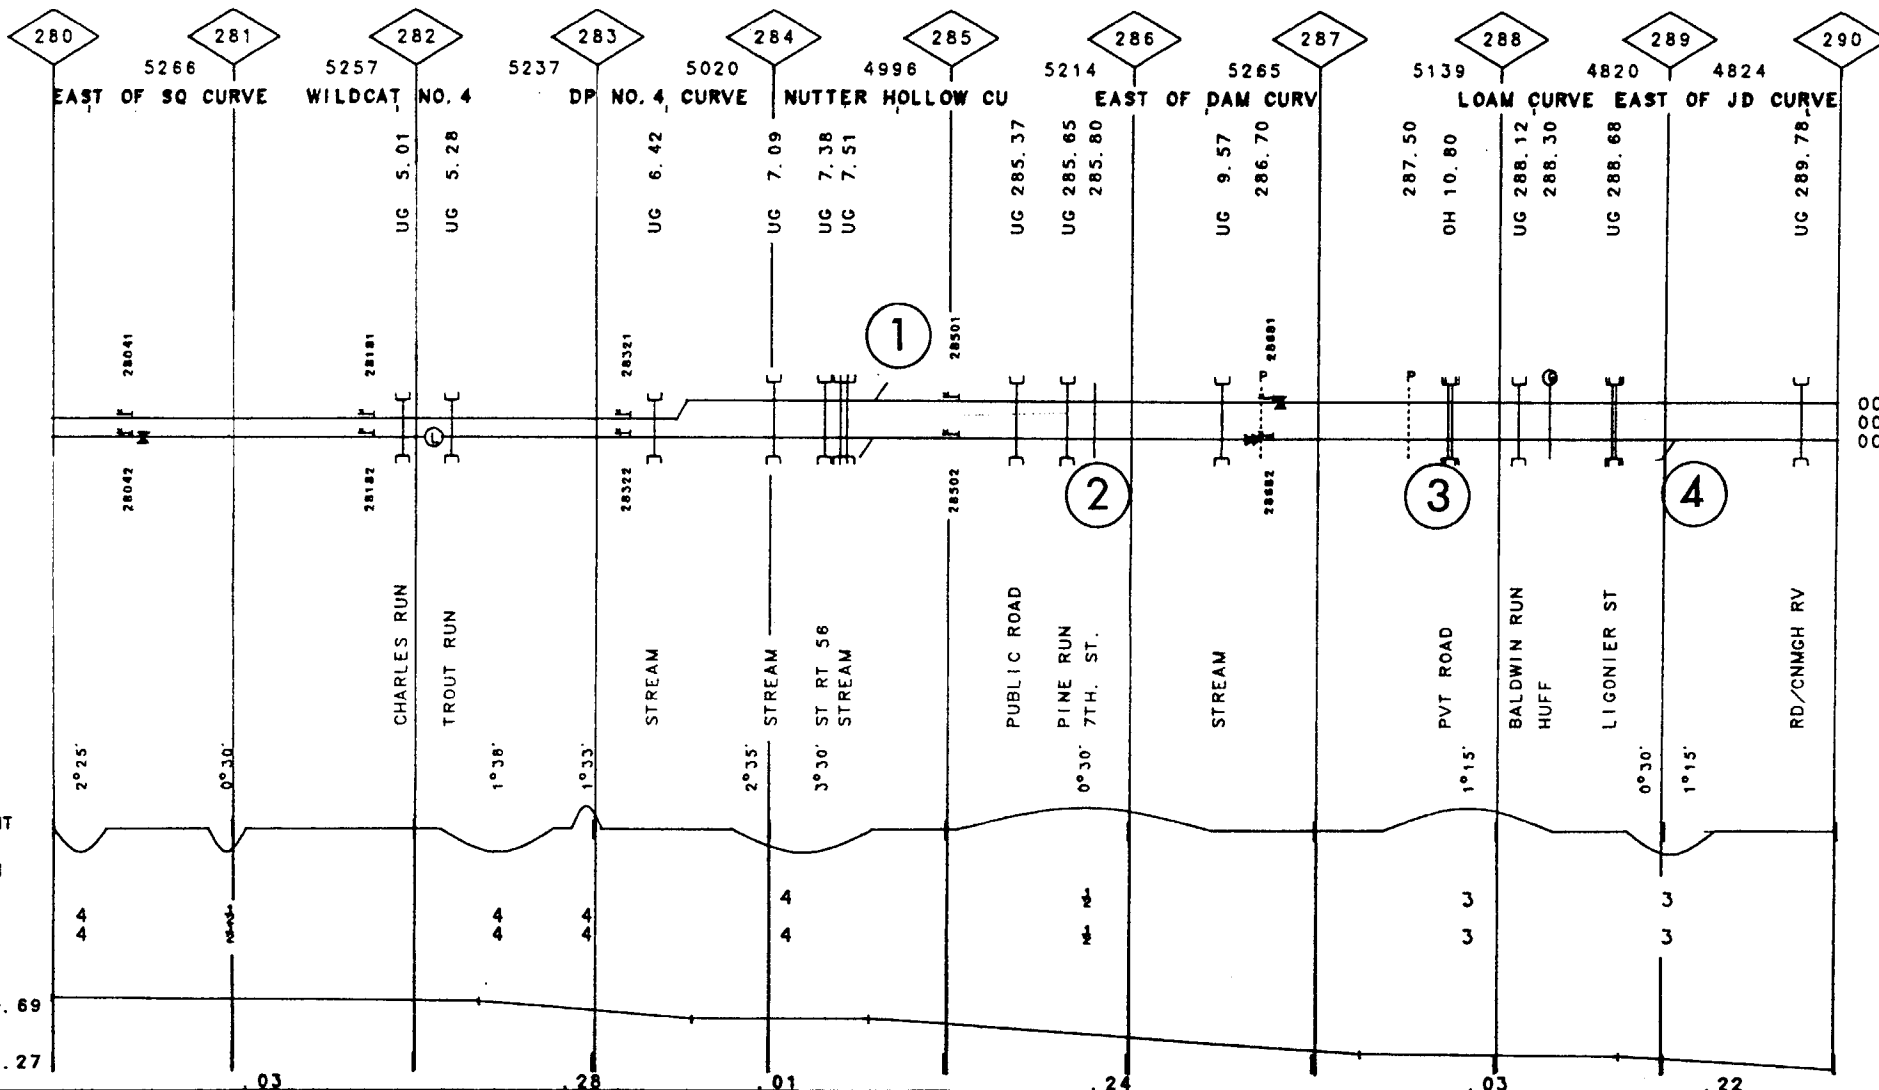 280 281 282 283 284 285 286 287 288 289 290
5266 5257 5237 5020 4996 5214 5265 5139 4820 4824
EAST OF SQ CURVE WILDCAT NO. 4 DP NO. 4 CURVE NUTTER HOLLOW CU EAST OF DAM CURV LOAM CURVE EAST OF JD CURVE
UG 5.01
UG 5.28
UG 6.42
UG 7.09
UG 7.38
UG 7.51
UG 285.37
UG 285.65
285.80
UG 9.57
286.70
287.50
OH 10.80
UG 288.12
288.30
UG 288.68
UG 289.78
28041 28181 28321 1 28501 28681
P P G
L
28042 28182 28322 28502 2 28682 3 4
CHARLES RUN
TROUT RUN
STREAM
STREAM
ST RT 56
STREAM
PUBLIC ROAD
PINE RUN
7TH. ST.
STREAM
PVT ROAD
BALDWIN RUN
HUFF
LIGONIER ST
RD/CNMGH RV
2°25' 0°30' 1°38' 1°33' 2°35' 3°30' 0°30' 1°15' 0°30' 1°15'
4 4 4 4 3 3
4 4 4 4 3 3
.69
.27
.03 .28 .01 .24 .03 .22